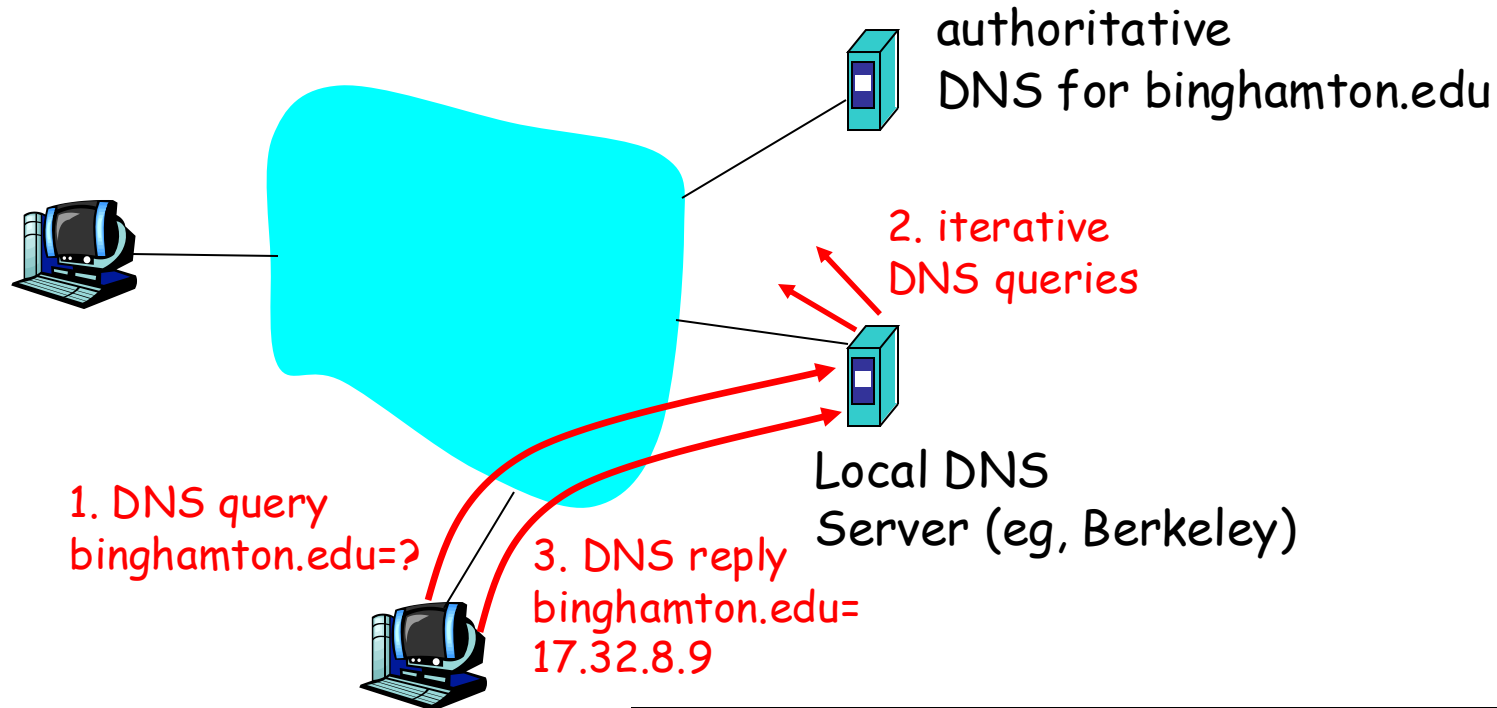 authoritative
DNS for binghamton.edu
2. iterative
DNS queries
Local DNS
Server (eg, Berkeley)
1. DNS query
binghamton.edu=?
3. DNS reply
binghamton.edu=
17.32.8.9